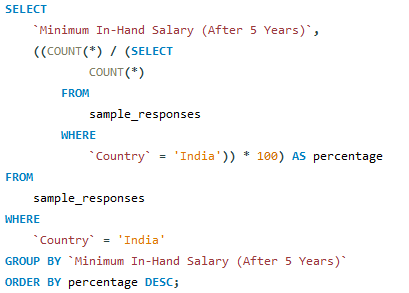 SELECT
`Minimum In-Hand Salary (After 5 Years)`,
((COUNT(*) / (SELECT
COUNT(*)
FROM
sample_responses
WHERE
`Country` = 'India')) * 100) AS percentage
FROM
sample_responses
WHERE
`Country` = 'India'
GROUP BY `Minimum In-Hand Salary (After 5 Years)`
ORDER BY percentage DESC;